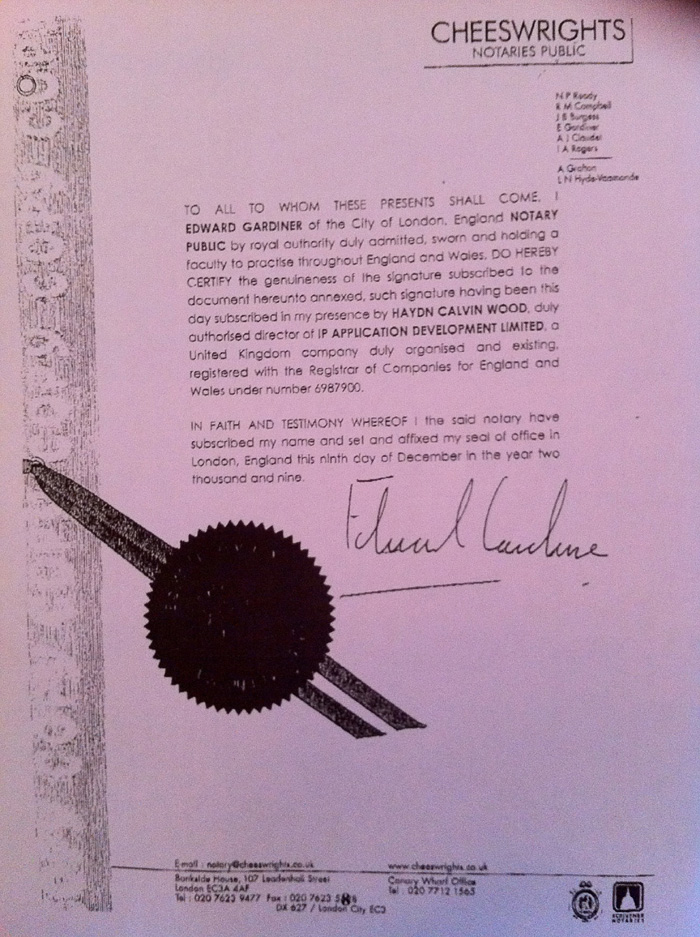 CHEESWRIGHTS
NOTARIES PUBLIC
N P Ready
R M Campbell
J B Burgess
E Gardiner
A J Claudet
I A Rogers
A Grafton
L N Hyde-Vaamonde
TO ALL TO WHOM THESE PRESENTS SHALL COME, I
EDWARD GARDINER of the City of London, England NOTARY
PUBLIC by royal authority duly admitted, sworn and holding a
faculty to practise throughout England and Wales, DO HEREBY
CERTIFY the genuineness of the signature subscribed to the
document hereunto annexed, such signature having been this
day subscribed in my presence by HAYDN CALVIN WOOD, duly
authorised director of IP APPLICATION DEVELOPMENT LIMITED, a
United Kingdom company duly organised and existing,
registered with the Registrar of Companies for England and
Wales under number 6987900.
IN FAITH AND TESTIMONY WHEREOF I the said notary have
subscribed my name and set and affixed my seal of office in
London, England this ninth day of December in the year two
thousand and nine.
Edward Gardiner
E-mail : notary@cheeswrights.co.uk
Bankside House, 107 Leadenhall Street
London EC3A 4AF
Tel : 020 7623 9477 Fax : 020 7623
DX 627 / London City EC3
www.cheeswrights.co.uk
Canary Wharf Office
Tel : 020 7712 1565
SCRIVENER
NOTARIES